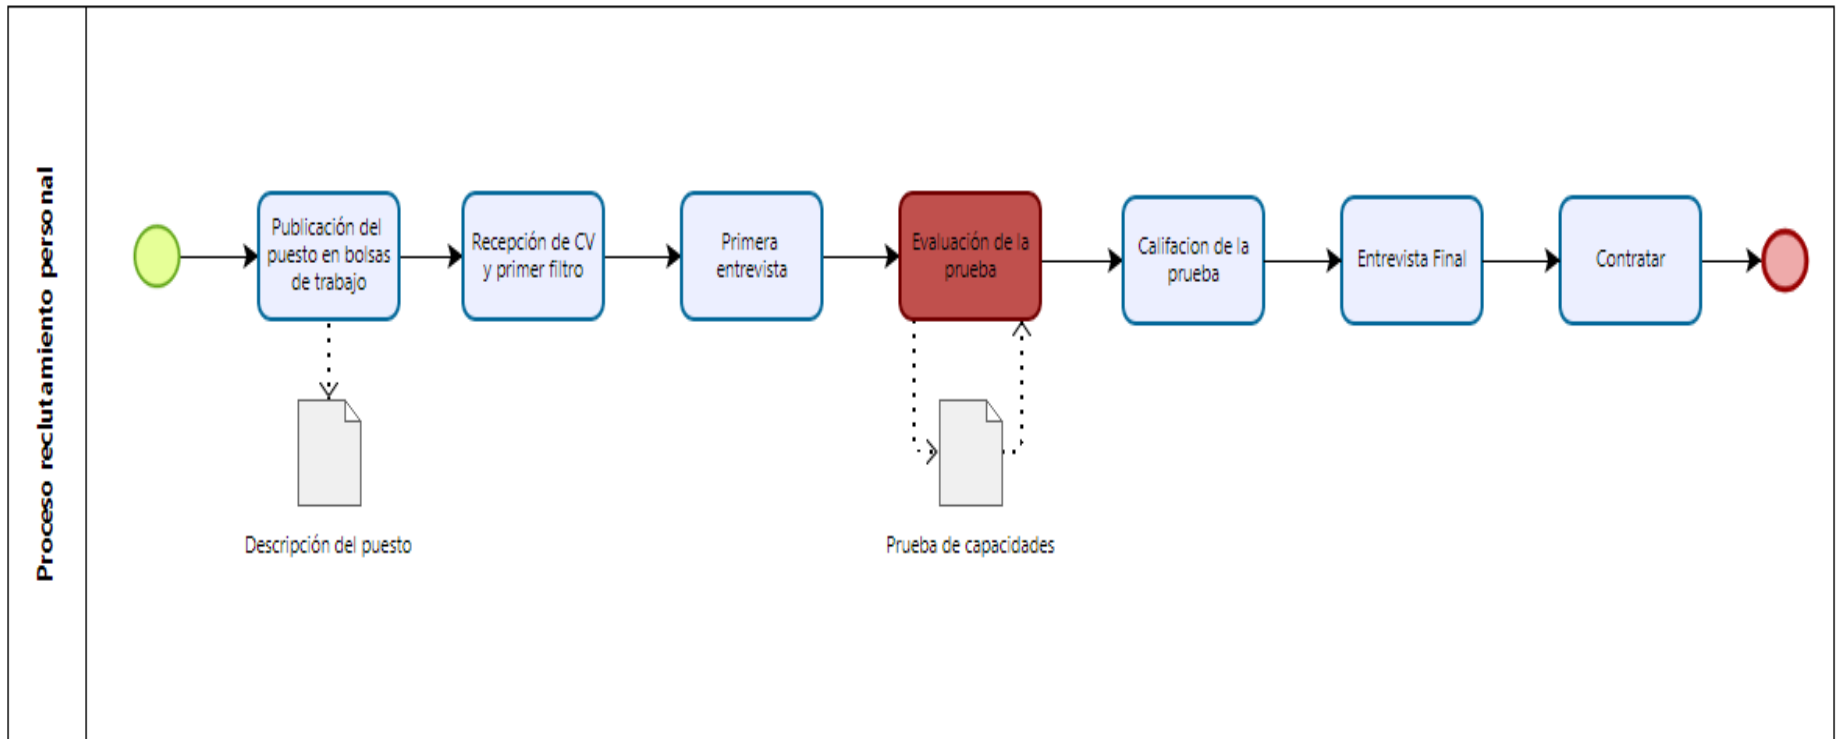 Proceso reclutamiento personal
Publicación del
puesto en bolsas
de trabajo
Recepción de CV
y primer filtro
Primera
entrevista
Evaluación de la
prueba
Califacion de la
prueba
Entrevista Final
Contratar
Descripción del puesto
Prueba de capacidades